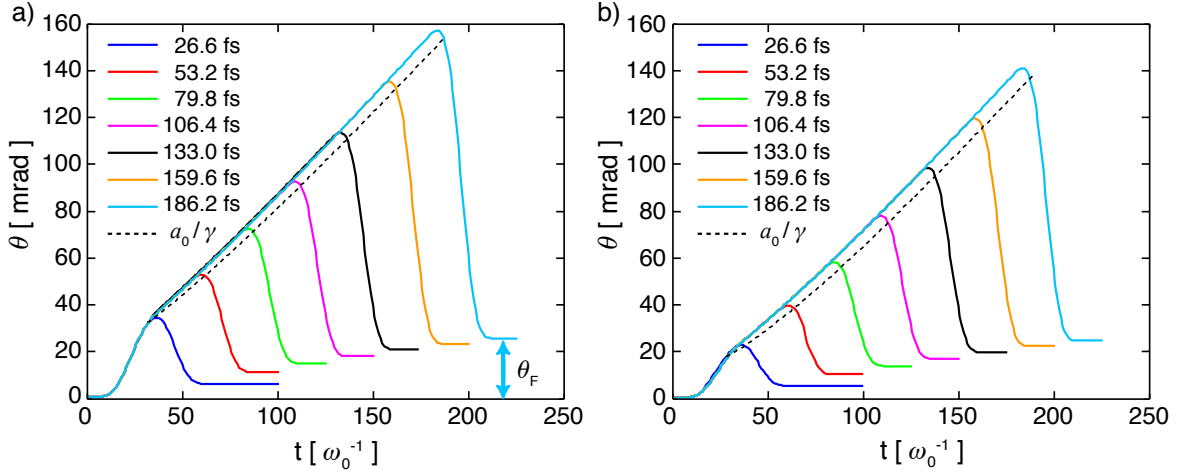 a)
θ [ mrad ]
160
140
120
100
80
60
40
20
0
26.6 fs
53.2 fs
79.8 fs
106.4 fs
133.0 fs
159.6 fs
186.2 fs
a₀ / γ
θ_F
0 50 100 150 200 250
t [ ω₀⁻¹ ]
b)
θ [ mrad ]
160
140
120
100
80
60
40
20
0
26.6 fs
53.2 fs
79.8 fs
106.4 fs
133.0 fs
159.6 fs
186.2 fs
a₀ / γ
0 50 100 150 200 250
t [ ω₀⁻¹ ]